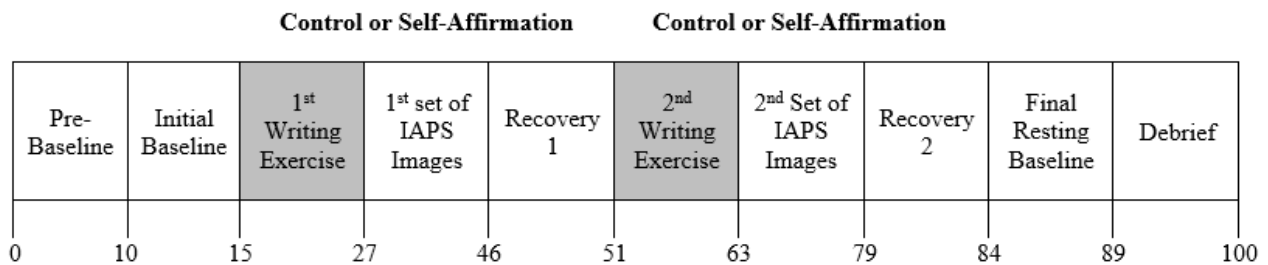 Control or Self-Affirmation Control or Self-Affirmation
Pre-
Baseline
Initial
Baseline
1st
Writing
Exercise
1st set of
IAPS
Images
Recovery
1
2nd
Writing
Exercise
2nd Set of
IAPS
Images
Recovery
2
Final
Resting
Baseline
Debrief
0 10 15 27 46 51 63 79 84 89 100